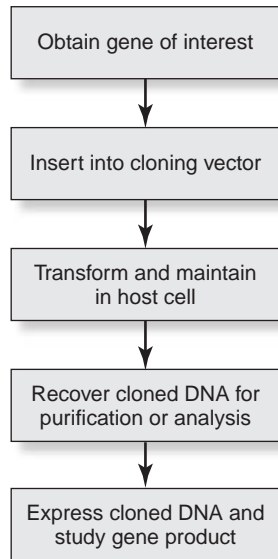 Obtain gene of interest
Insert into cloning vector
Transform and maintain
in host cell
Recover cloned DNA for
purification or analysis
Express cloned DNA and
study gene product